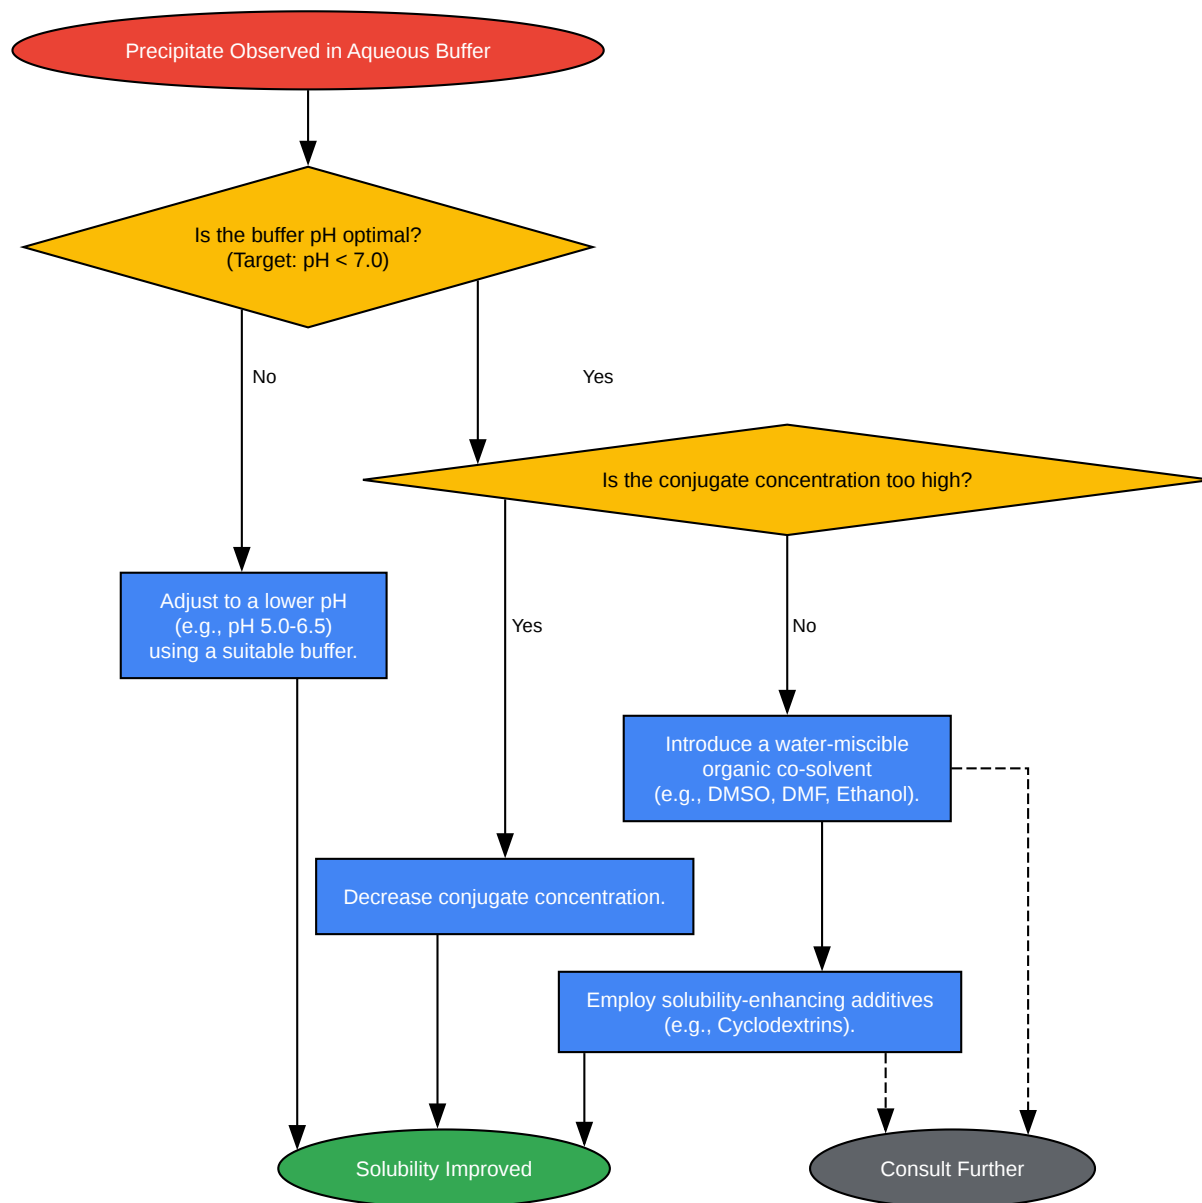 Precipitate Observed in Aqueous Buffer
Is the buffer pH optimal?
(Target: pH < 7.0)
No
Yes
Is the conjugate concentration too high?
Adjust to a lower pH
(e.g., pH 5.0-6.5)
using a suitable buffer.
Yes
No
Introduce a water-miscible
organic co-solvent
(e.g., DMSO, DMF, Ethanol).
Decrease conjugate concentration.
Employ solubility-enhancing additives
(e.g., Cyclodextrins).
Solubility Improved
Consult Further